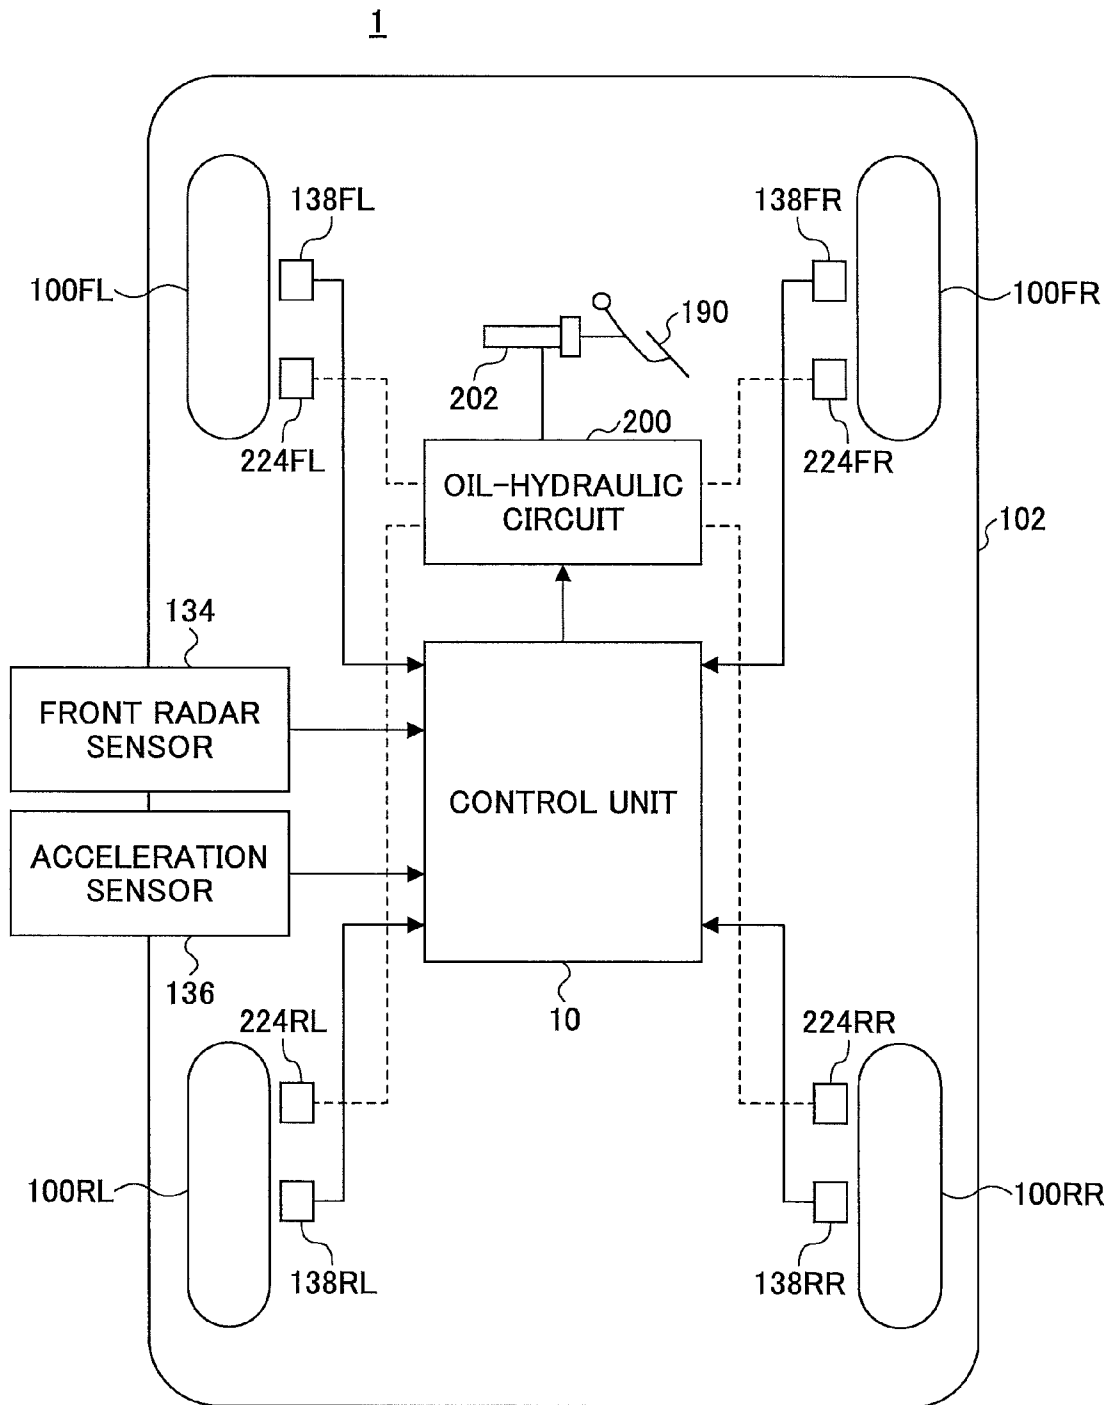 1
138FL
138FR
100FL
190
100FR
202
200
224FL
224FR
OIL-HYDRAULIC
CIRCUIT
102
134
FRONT RADAR
SENSOR
CONTROL UNIT
ACCELERATION
SENSOR
136
10
224RL
224RR
100RL
100RR
138RL
138RR